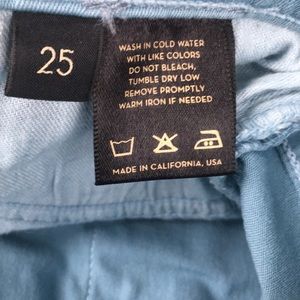 25
WASH IN COLD WATER
WITH LIKE COLORS
DO NOT BLEACH,
TUMBLE DRY LOW
REMOVE PROMPTLY
WARM IRON IF NEEDED
MADE IN CALIFORNIA, USA